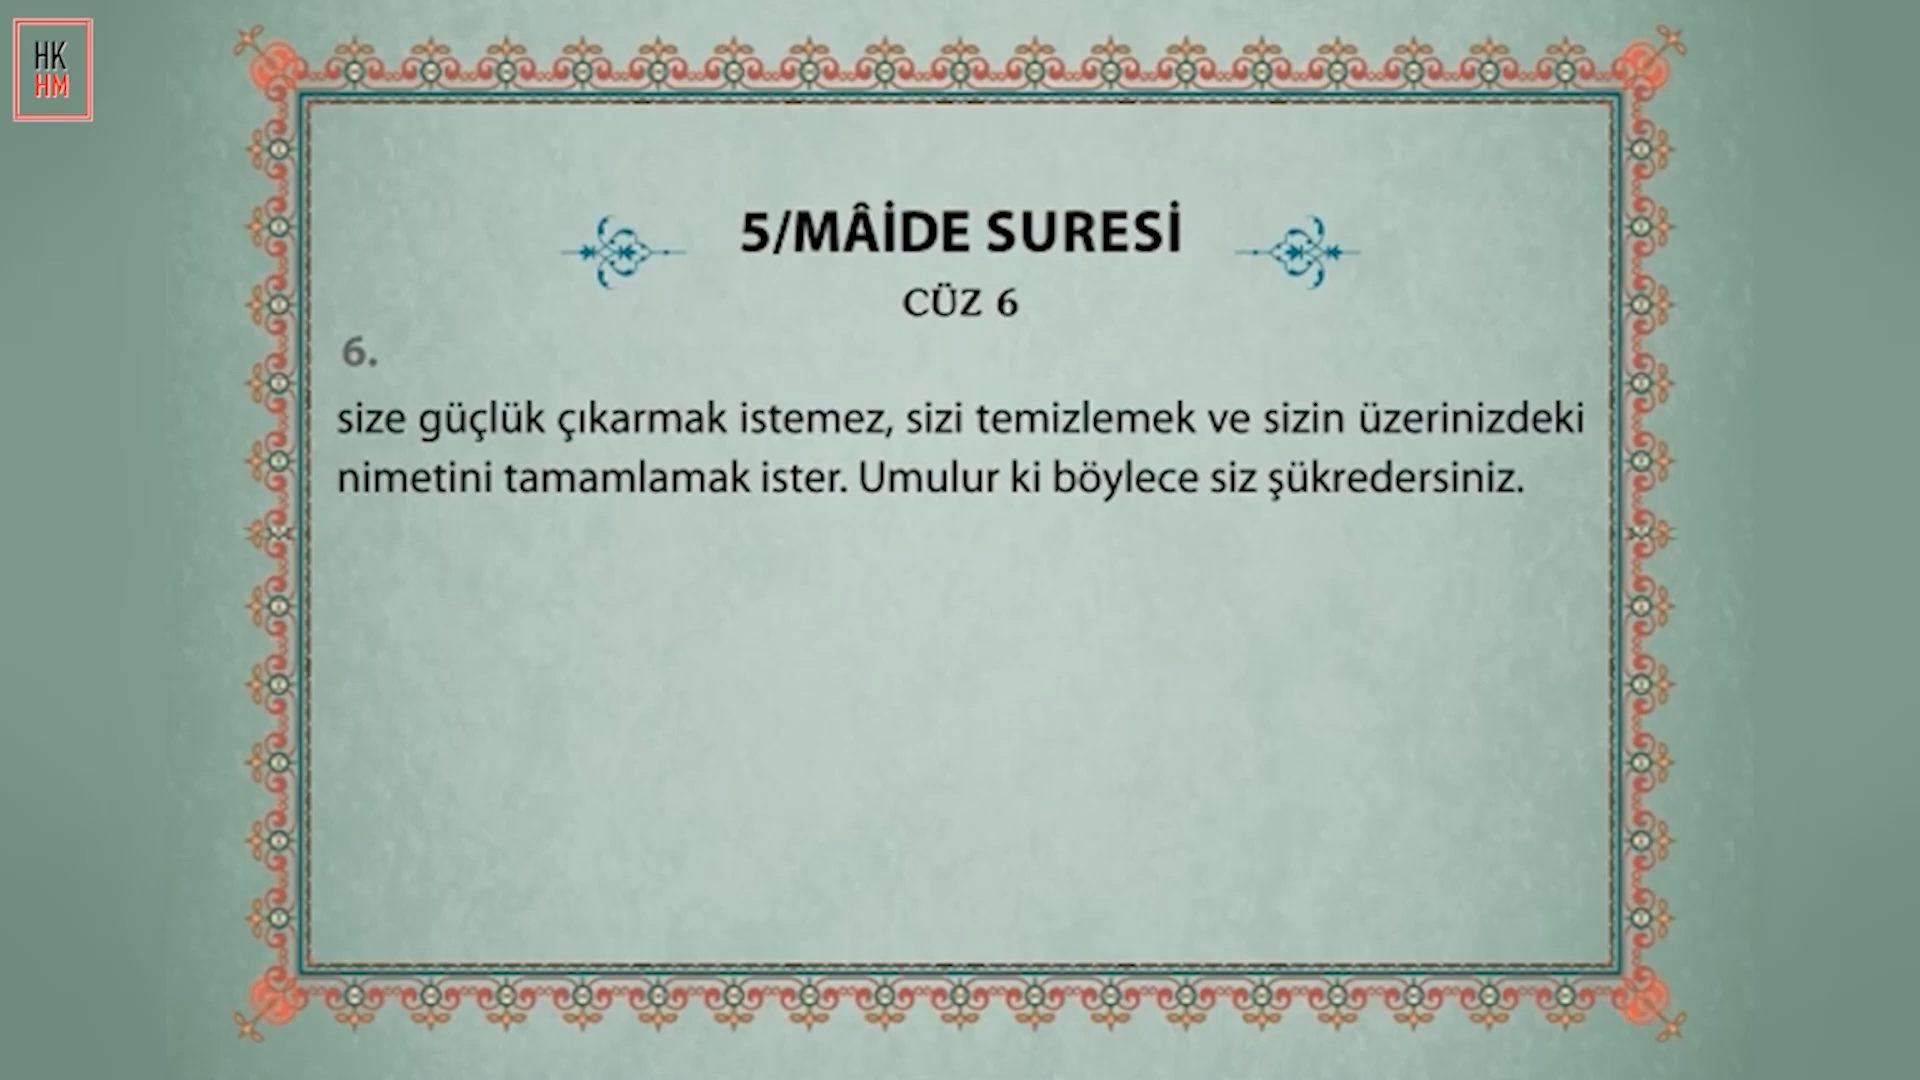 HK
HM
5/MÂİDE SURESİ
CÜZ 6
6.
size güçlük çıkarmak istemez, sizi temizlemek ve sizin üzerinizdeki
nimetini tamamlamak ister. Umulur ki böylece siz şükredersiniz.